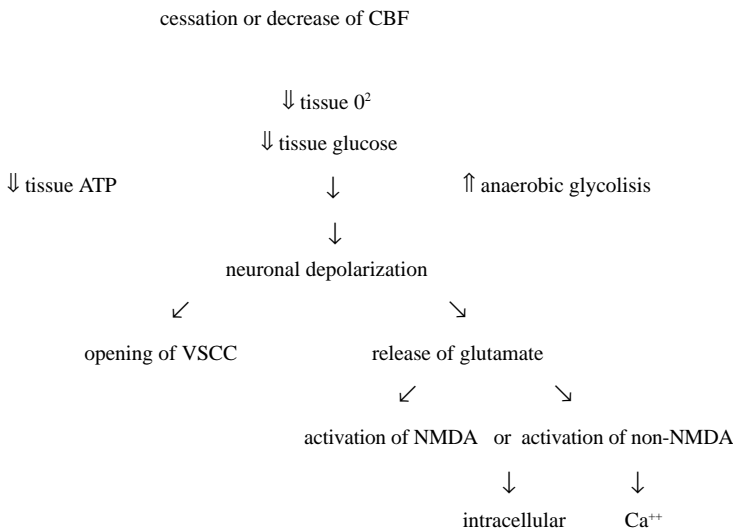 cessation or decrease of CBF
⇓ tissue 0²
⇓ tissue glucose
⇓ tissue ATP ↓ ⇑ anaerobic glycolisis
↓
neuronal depolarization
↙ ↘
opening of VSCC release of glutamate
↙ ↘
activation of NMDA or activation of non-NMDA
↓ ↓
intracellular Ca⁺⁺